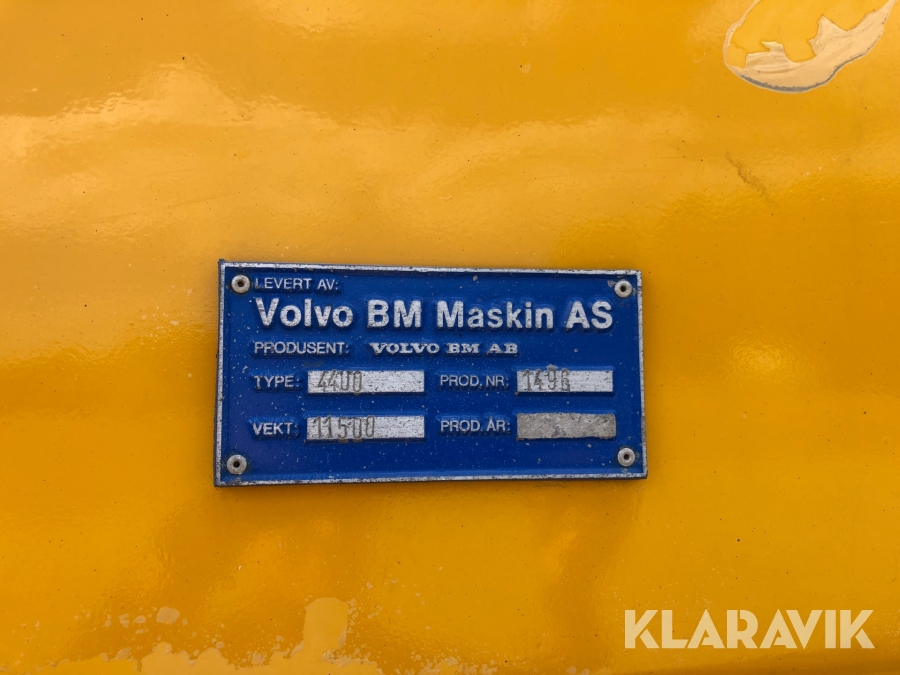 LEVERT AV:
Volvo BM Maskin AS
PRODUSENT: VOLVO BM AB
TYPE: 4400 PROD. NR: 1496
VEKT: 11500 PROD. ÅR:
KLARAVIK